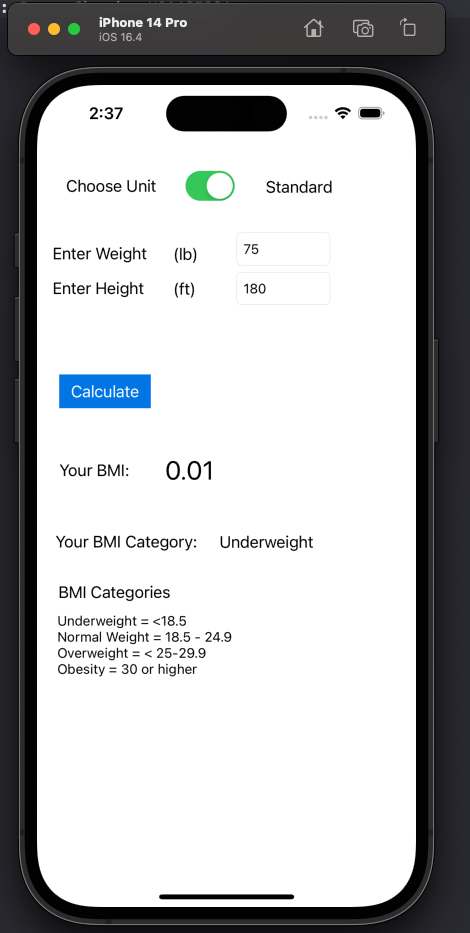 iPhone 14 Pro
iOS 16.4
2:37
Choose Unit Standard
Enter Weight (lb) 75
Enter Height (ft) 180
Calculate
Your BMI: 0.01
Your BMI Category: Underweight
BMI Categories
Underweight = <18.5
Normal Weight = 18.5 - 24.9
Overweight = < 25-29.9
Obesity = 30 or higher